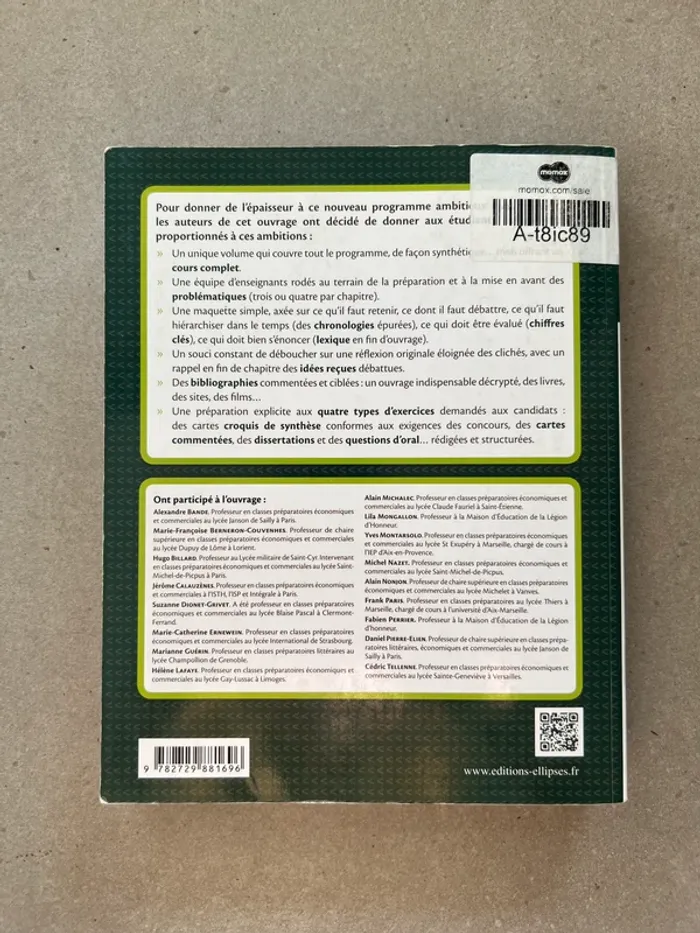 momox
momox.com/sale
A-t8ic89
Pour donner de l'épaisseur à ce nouveau programme
les auteurs de cet ouvrage ont décidé de donner aux
proportionnés à ces ambitions :
» Un unique volume qui couvre tout le programme, de façon
cours complet.
» Une équipe d'enseignants rodés au terrain de la préparation et à la mise en avant des
problématiques (trois ou quatre par chapitre).
» Une maquette simple, axée sur ce qu'il faut retenir, ce dont il faut débattre, ce qu'il faut
hiérarchiser dans le temps (des chronologies épurées), ce qui doit être évalué (chiffres
clés), ce qui doit bien s'énoncer (lexique en fin d'ouvrage).
» Un souci constant de déboucher sur une réflexion originale éloignée des clichés, avec un
rappel en fin de chapitre des idées reçues débattues.
» Des bibliographies commentées et ciblées : un ouvrage indispensable décrypté, des livres,
des sites, des films...
» Une préparation explicite aux quatre types d'exercices demandés aux candidats :
des cartes croquis de synthèse conformes aux exigences des concours, des cartes
commentées, des dissertations et des questions d'oral... rédigées et structurées.
Ont participé à l'ouvrage :
Alexandre BANDE. Professeur en classes préparatoires économiques
et commerciales au lycée Janson de Sailly à Paris.
Marie-Françoise BERNERON-COUVENHES. Professeur de chaire
supérieure en classes préparatoires économiques et commerciales
au lycée Dupuy de Lôme à Lorient.
Hugo BILLARD. Professeur au Lycée militaire de Saint-Cyr. Intervenant
en classes préparatoires économiques et commerciales au lycée Saint-
Michel-de-Picpus à Paris.
Jérôme CALAUZÈNES. Professeur en classes préparatoires économiques
et commerciales à l'ISTH, l'ISP et Intégrale à Paris.
Suzanne DIONET-GRIVET. A été professeur en classes préparatoires
économiques et commerciales au lycée Blaise Pascal à Clermont-
Ferrand.
Marie-Catherine ERNEWEIN. Professeur en classes préparatoires
économiques et commerciales au lycée International de Strasbourg.
Marianne GUÉRIN. Professeur en classes préparatoires littéraires au
lycée Champollion de Grenoble.
Hélène LAFAYE. Professeur en classes préparatoires économiques et
commerciales au lycée Gay-Lussac à Limoges.
Alain MICHALEC. Professeur en classes préparatoires économiques et
commerciales au lycée Claude Fauriel à Saint-Étienne.
Lila MONGALLON. Professeur à la Maison d'Éducation de la Légion
d'Honneur.
Yves MONTARSOLO. Professeur en classes préparatoires économiques
et commerciales au lycée St Exupéry à Marseille, chargé de cours à
l'IEP d'Aix-en-Provence.
Michel NAZET. Professeur en classes préparatoires économiques et
commerciales au lycée Saint-Michel-de-Picpus.
Alain NONJON. Professeur de chaire supérieure en classes préparatoires
économiques et commerciales au lycée Michelet à Vanves.
Frank PARIS. Professeur en classes préparatoires au lycée Thiers à
Marseille, chargé de cours à l'université d'Aix-Marseille.
Fabien PERRIER. Professeur à la Maison d'Éducation de la Légion
d'honneur.
Daniel PIERRE-ELIEN. Professeur de chaire supérieure en classes prépa-
ratoires littéraires, économiques et commerciales au lycée Janson de
Sailly à Paris.
Cédric TELLENNE. Professeur en classes préparatoires économiques et
commerciales au lycée Sainte-Geneviève à Versailles.
9 782729 881696
www.editions-ellipses.fr